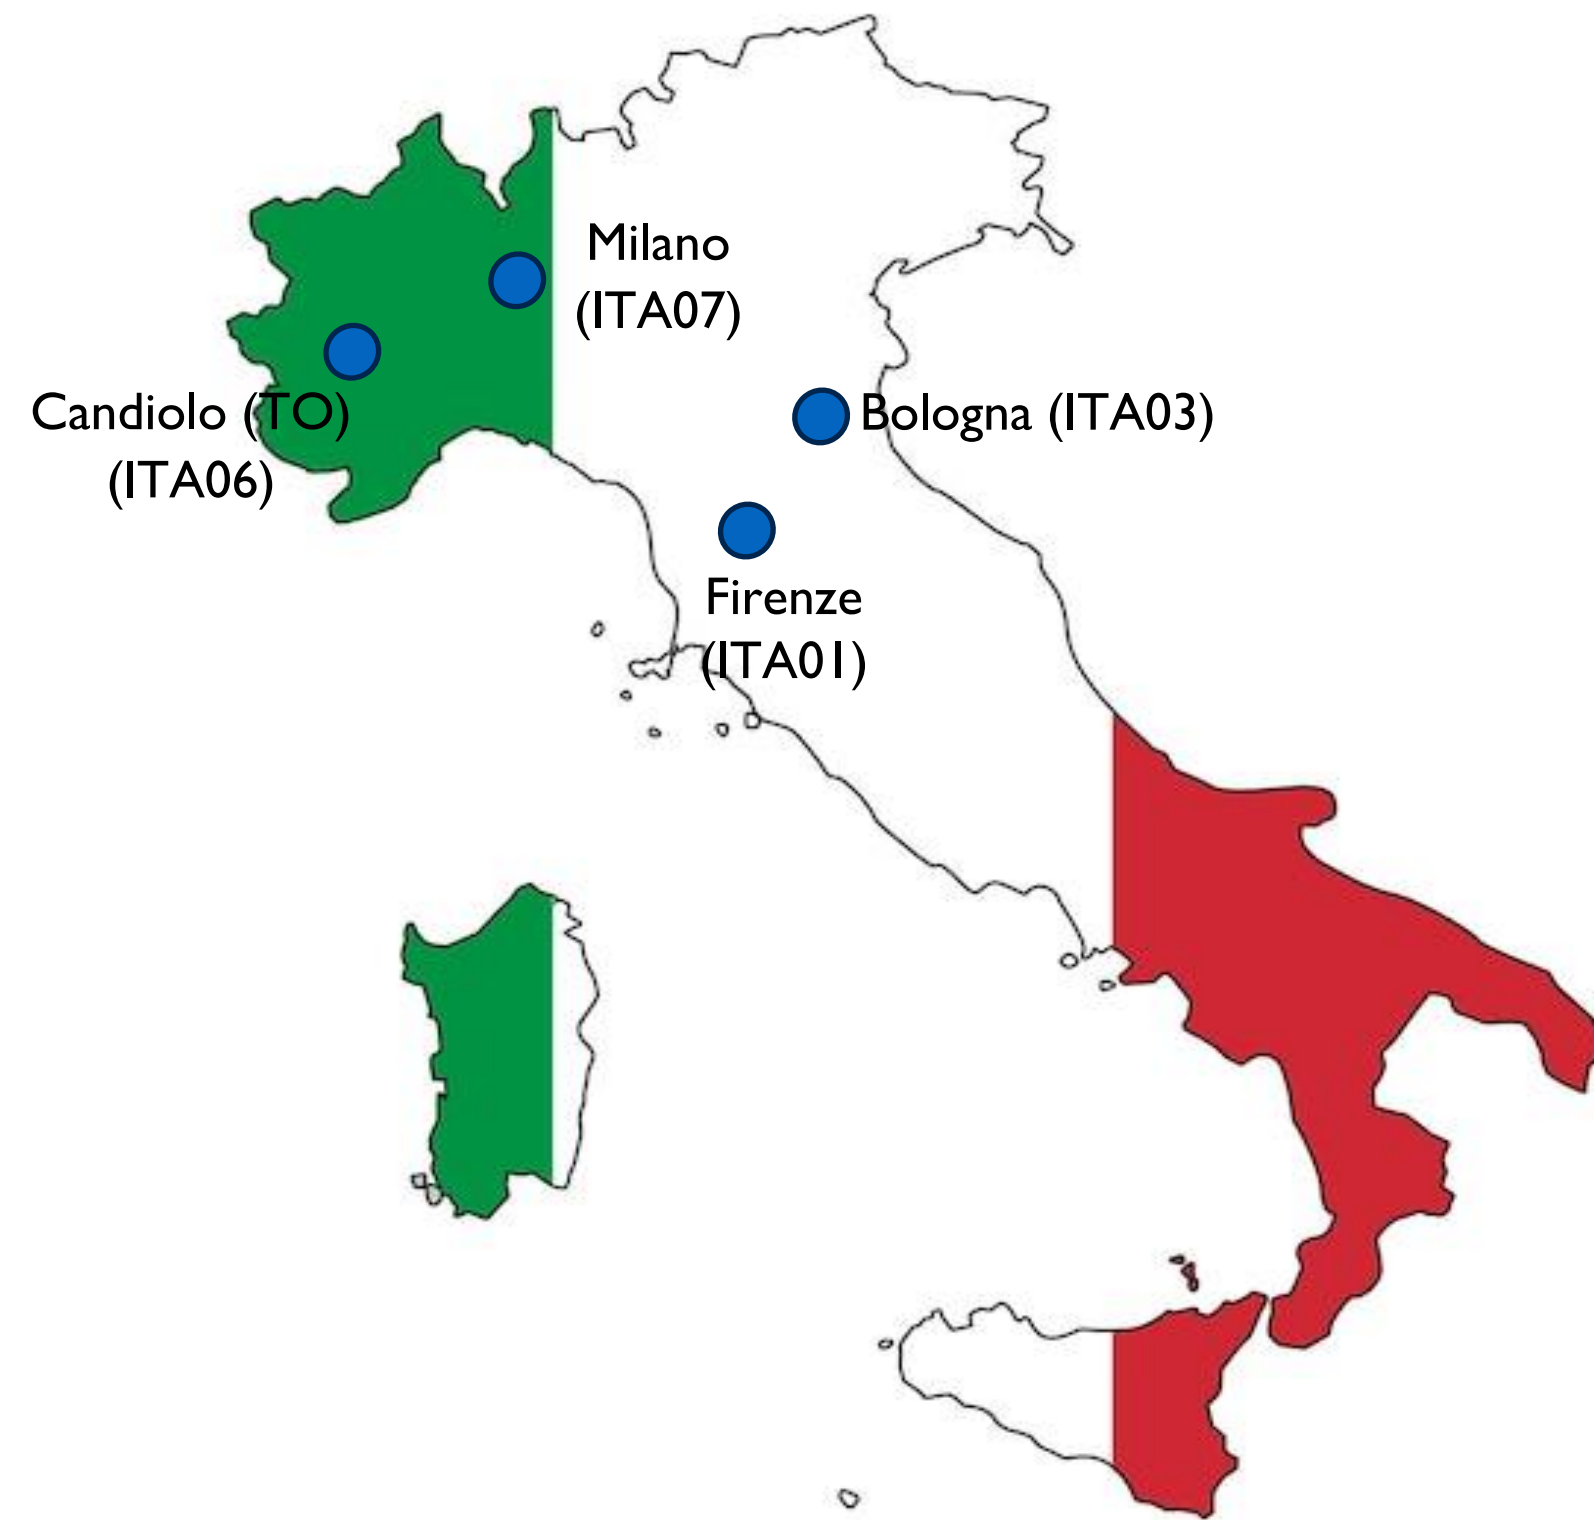 Milano
(ITA07)
Candiolo (TO)
(ITA06)
Bologna (ITA03)
Firenze
(ITA01)